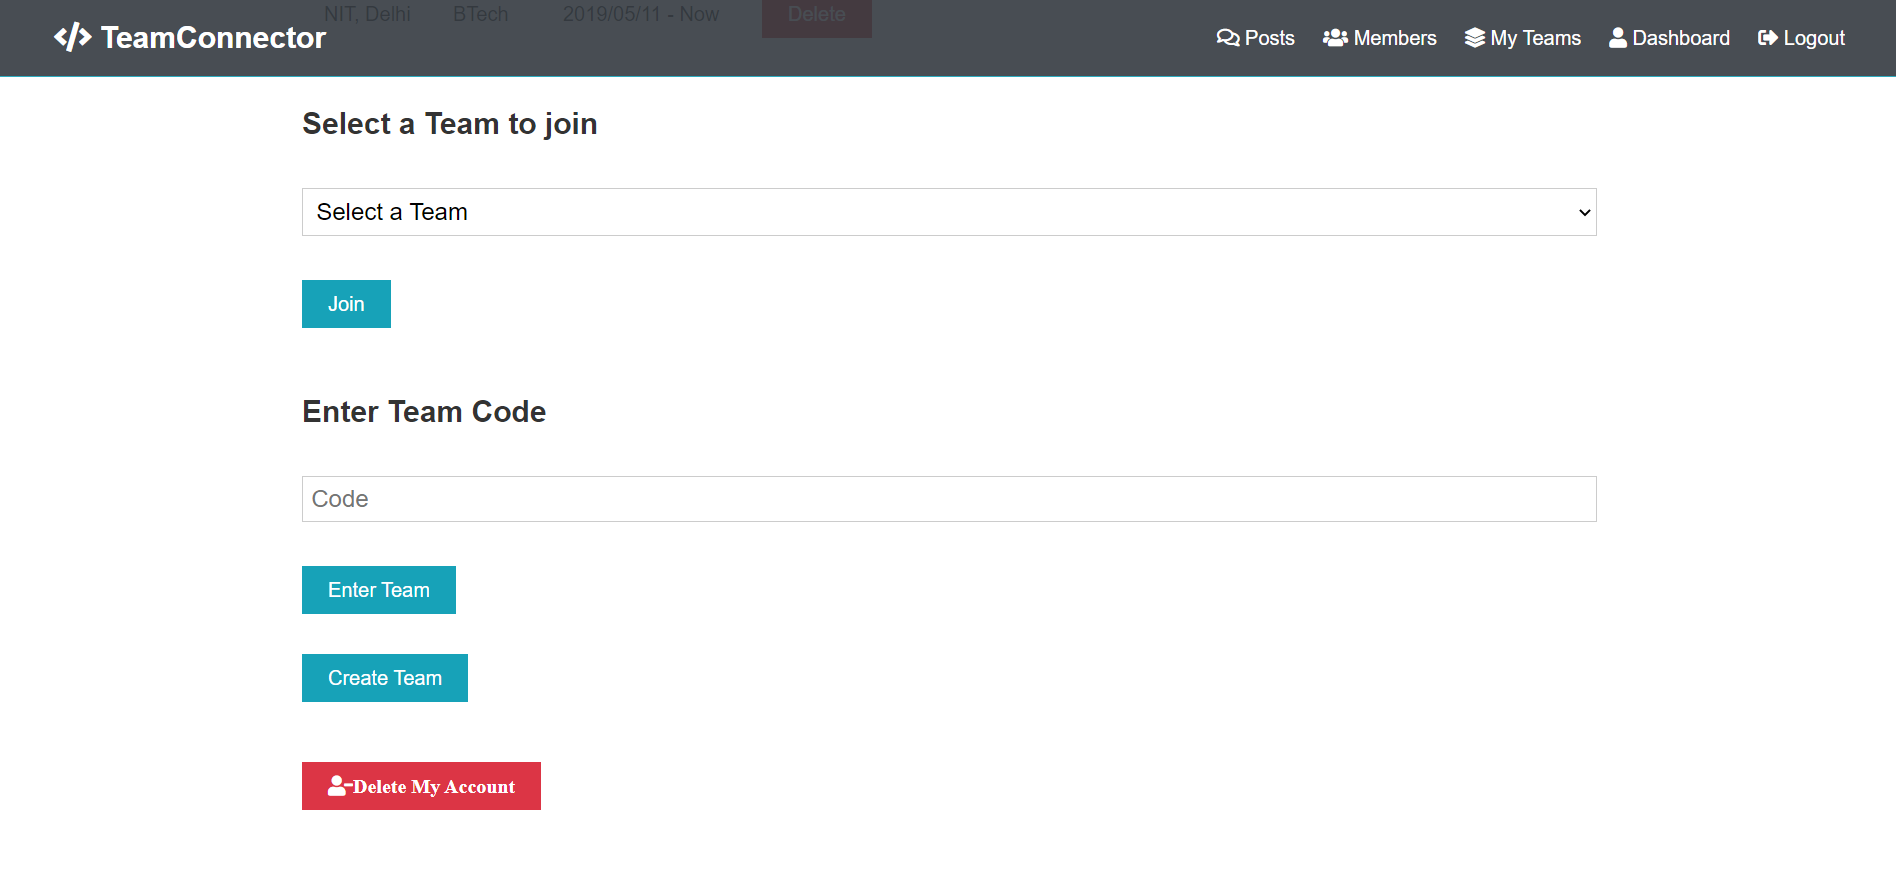 NIT, Delhi BTech 2019/05/11 - Now Delete
TeamConnector Posts Members My Teams Dashboard Logout
Select a Team to join
Select a Team
Join
Enter Team Code
Code
Enter Team
Create Team
Delete My Account